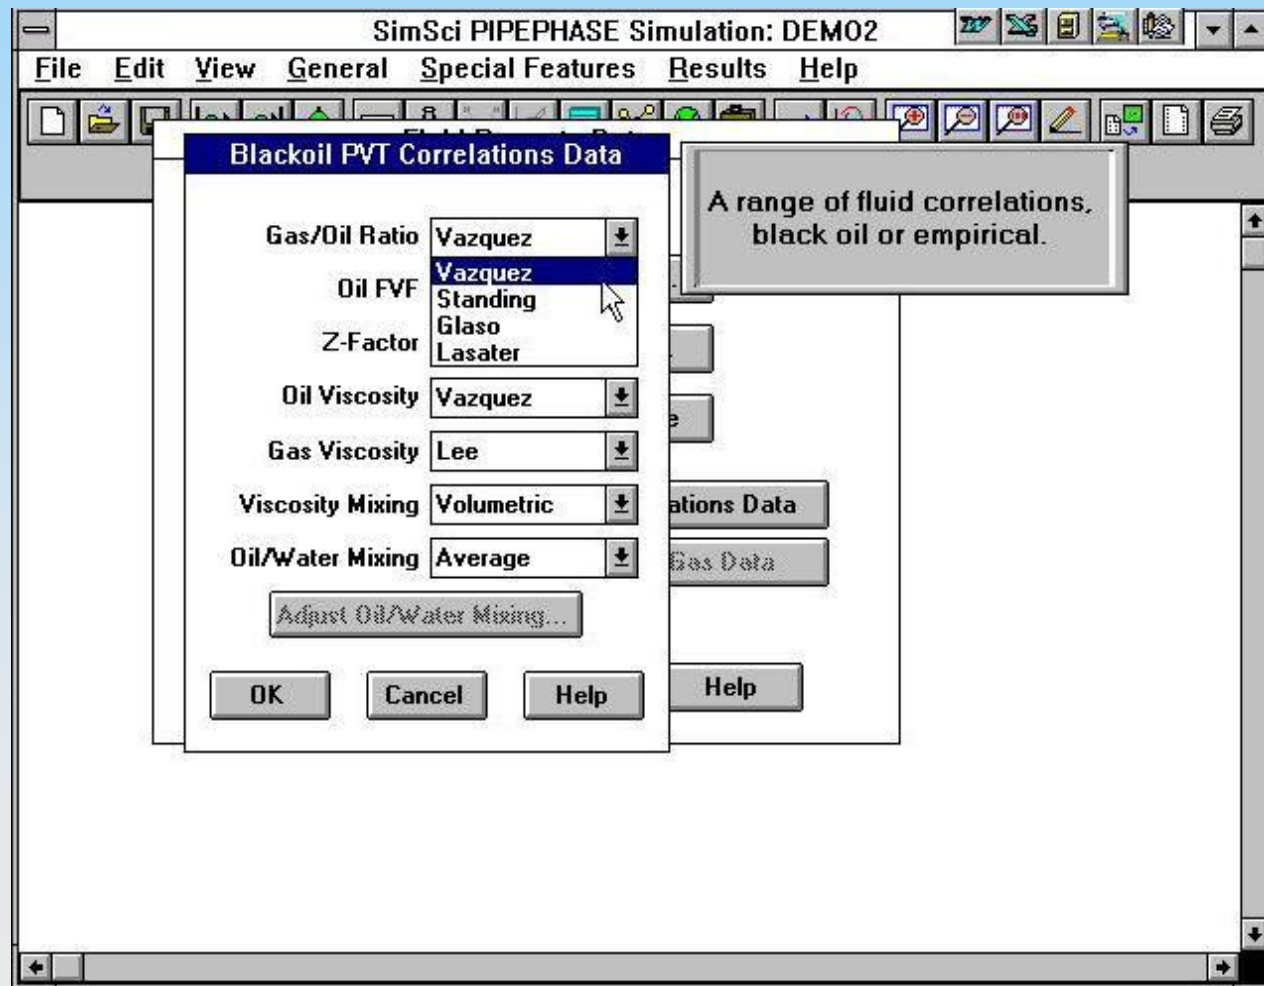 SimSci PIPEPHASE Simulation: DEMO2
File Edit View General Special Features Results Help
Blackoil PVT Correlations Data
A range of fluid correlations,
black oil or empirical.
Gas/Oil Ratio Vazquez
Vazquez
Oil FVF
Standing
Glaso
Z-Factor
Lasater
Oil Viscosity Vazquez
Gas Viscosity Lee
Viscosity Mixing Volumetric
ations Data
Oil/Water Mixing Average
Gas Data
Adjust Oil/Water Mixing...
OK Cancel Help
Help